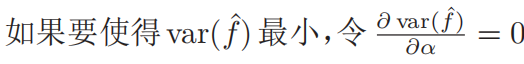 如果要使得 var(f̂) 最小,令 ∂ var(f̂)/∂α = 0